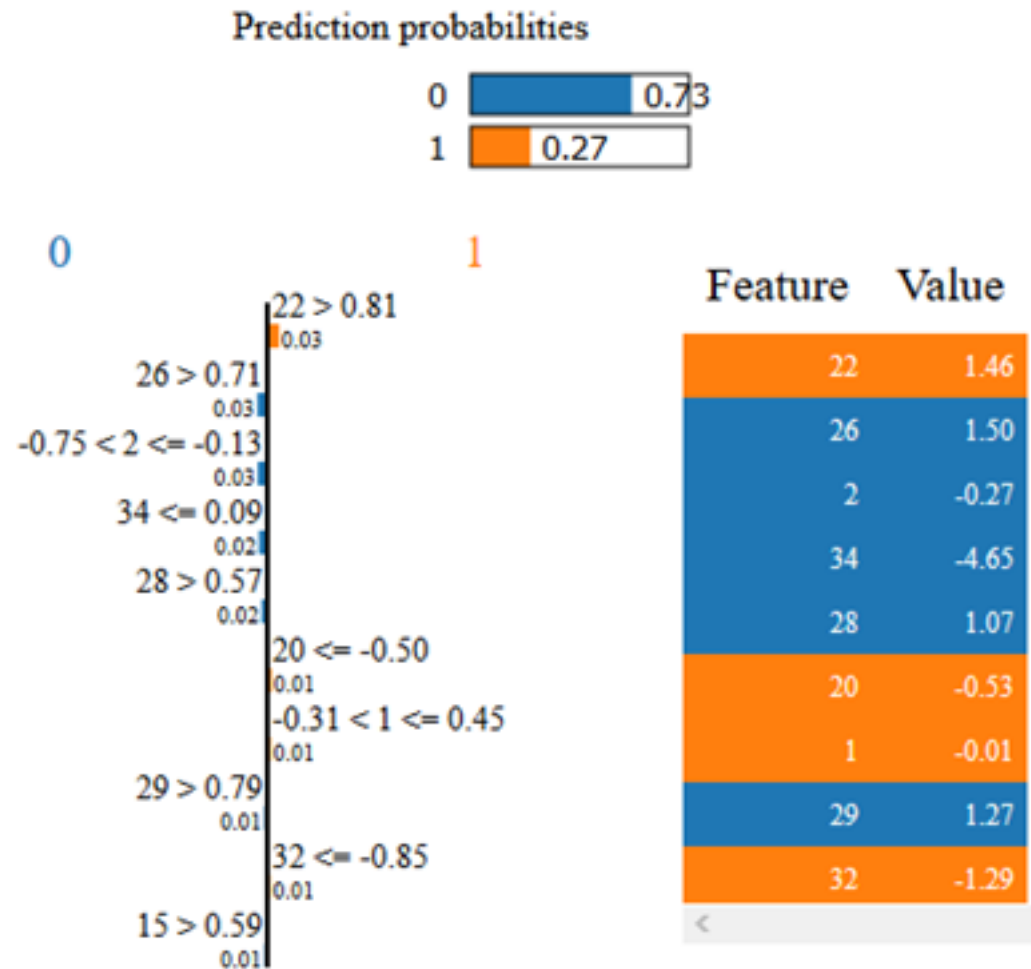 Prediction probabilities
0 0.73
1 0.27
0 1
22 > 0.81
0.03
26 > 0.71
0.03
-0.75 < 2 <= -0.13
0.03
34 <= 0.09
0.02
28 > 0.57
0.02
20 <= -0.50
0.01
-0.31 < 1 <= 0.45
0.01
29 > 0.79
0.01
32 <= -0.85
0.01
15 > 0.59
0.01
Feature Value
22 1.46
26 1.50
2 -0.27
34 -4.65
28 1.07
20 -0.53
1 -0.01
29 1.27
32 -1.29